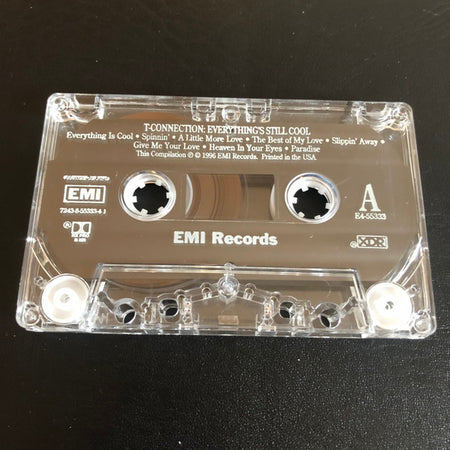 T-CONNECTION: EVERYTHING'S STILL COOL
Everything Is Cool • Spinnin' • A Little More Love • The Best of My Love • Slippin' Away •
Give Me Your Love • Heaven In Your Eyes • Paradise
This Compilation ℗ © 1996 EMI Records. Printed in the USA.
EMI
7243-8-55333-4 1
A
E4-55333
EMI Records
XDR